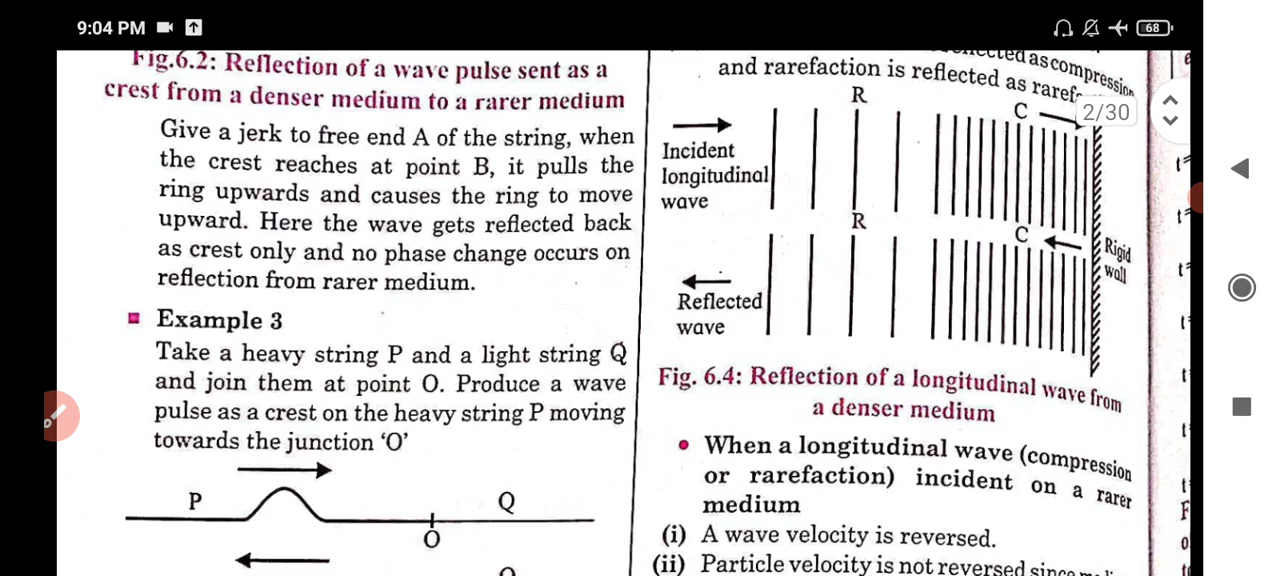 9:04 PM
68
Fig.6.2: Reflection of a wave pulse sent as a
crest from a denser medium to a rarer medium
Give a jerk to free end A of the string, when
the crest reaches at point B, it pulls the
ring upwards and causes the ring to move
upward. Here the wave gets reflected back
as crest only and no phase change occurs on
reflection from rarer medium.
Example 3
Take a heavy string P and a light string Q
and join them at point O. Produce a wave
pulse as a crest on the heavy string P moving
towards the junction ‘O’
P
Q
O
as compression
and rarefaction is reflected as
2/30
R
C
Incident
longitudinal
wave
R
C
Rigid
wall
Reflected
wave
Fig. 6.4: Reflection of a longitudinal wave from
a denser medium
• When a longitudinal wave (compression
or rarefaction) incident on a rarer
medium
(i) A wave velocity is reversed.
(ii) Particle velocity is not reversed